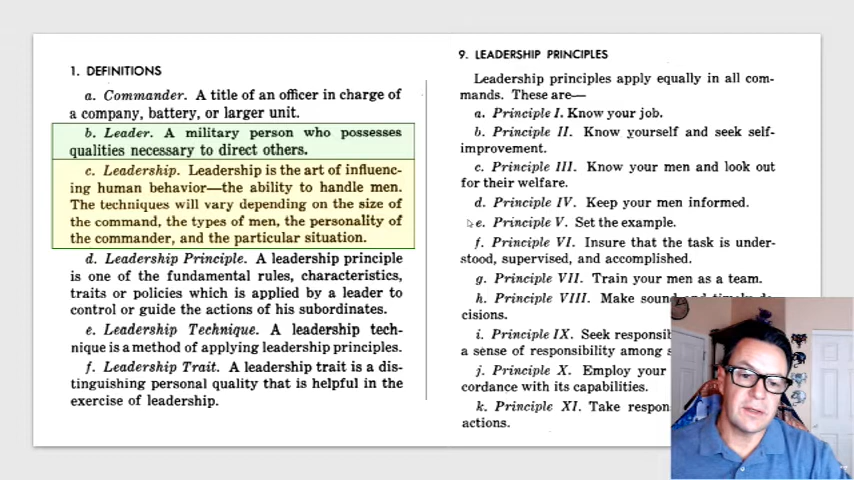 1. DEFINITIONS
a. Commander. A title of an officer in charge of
a company, battery, or larger unit.
b. Leader. A military person who possesses
qualities necessary to direct others.
c. Leadership. Leadership is the art of influenc-
ing human behavior—the ability to handle men.
The techniques will vary depending on the size of
the command, the types of men, the personality of
the commander, and the particular situation.
d. Leadership Principle. A leadership principle
is one of the fundamental rules, characteristics,
traits or policies which is applied by a leader to
control or guide the actions of his subordinates.
e. Leadership Technique. A leadership tech-
nique is a method of applying leadership principles.
f. Leadership Trait. A leadership trait is a dis-
tinguishing personal quality that is helpful in the
exercise of leadership.
9. LEADERSHIP PRINCIPLES
Leadership principles apply equally in all com-
mands. These are—
a. Principle I. Know your job.
b. Principle II. Know yourself and seek self-
improvement.
c. Principle III. Know your men and look out
for their welfare.
d. Principle IV. Keep your men informed.
e. Principle V. Set the example.
f. Principle VI. Insure that the task is under-
stood, supervised, and accomplished.
g. Principle VII. Train your men as a team.
h. Principle VIII. Make sound
cisions.
i. Principle IX. Seek
a sense of responsibility among
j. Principle X. Employ your
cordance with its capabilities.
k. Principle XI. Take
actions.